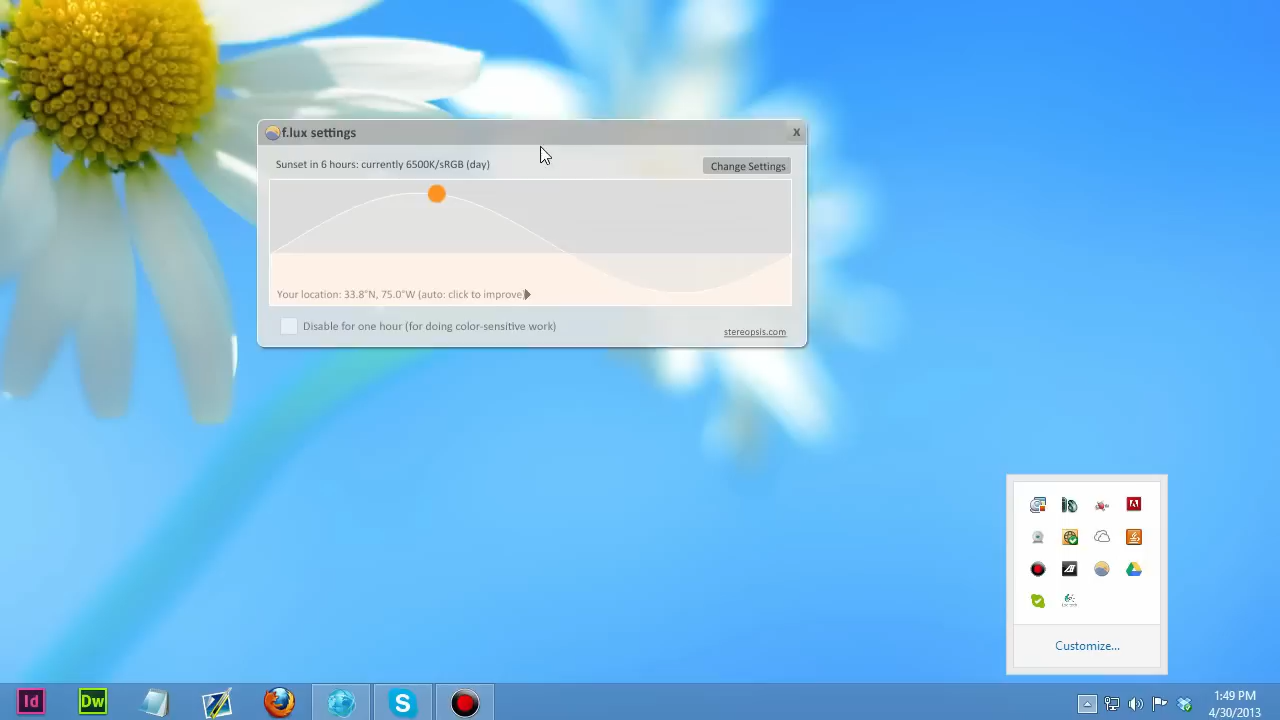 f.lux settings
x
Sunset in 6 hours: currently 6500K/sRGB (day)
Change Settings
Your location: 33.8°N, 75.0°W (auto: click to improve)
Disable for one hour (for doing color-sensitive work)
stereopsis.com
Customize...
Id
Dw
S
1:49 PM
4/30/2013